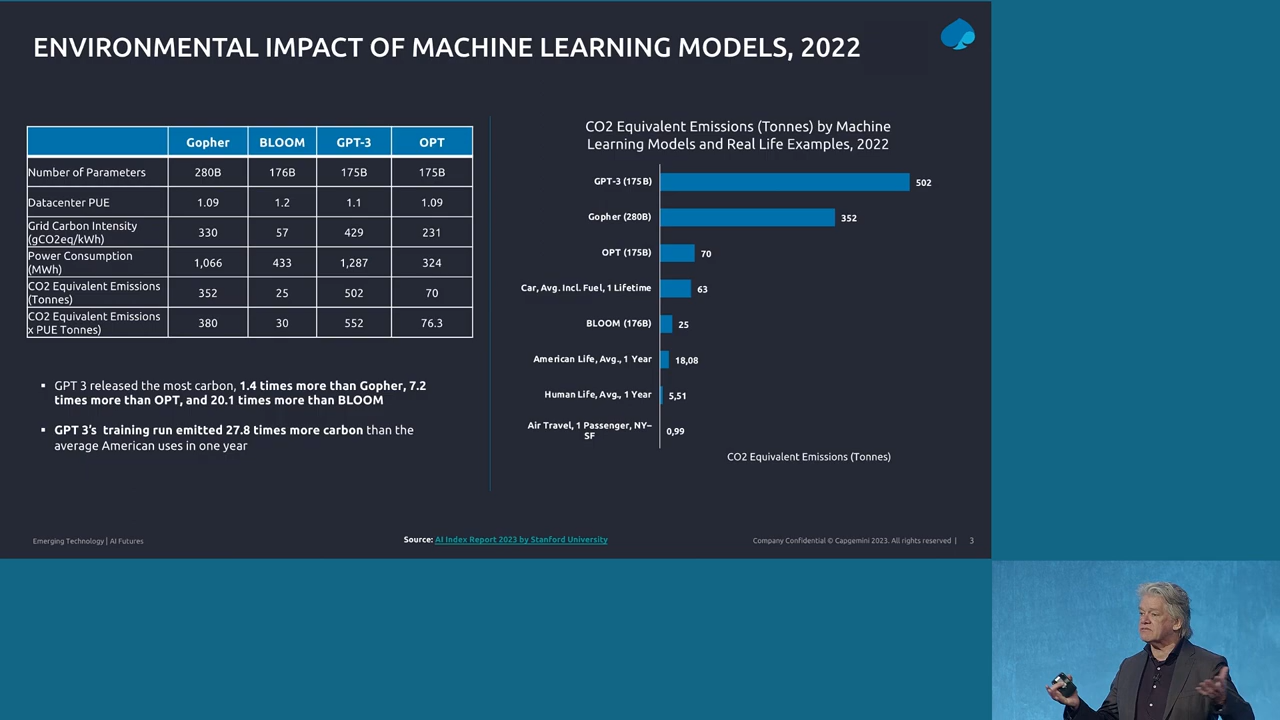 ENVIRONMENTAL IMPACT OF MACHINE LEARNING MODELS, 2022
Gopher BLOOM GPT-3 OPT
Number of Parameters 280B 176B 175B 175B
Datacenter PUE 1.09 1.2 1.1 1.09
Grid Carbon Intensity
(gCO2eq/kWh) 330 57 429 231
Power Consumption
(MWh) 1,066 433 1,287 324
CO2 Equivalent Emissions
(Tonnes) 352 25 502 70
CO2 Equivalent Emissions
x PUE Tonnes) 380 30 552 76.3
▪ GPT 3 released the most carbon, 1.4 times more than Gopher, 7.2
times more than OPT, and 20.1 times more than BLOOM
▪ GPT 3’s training run emitted 27.8 times more carbon than the
average American uses in one year
CO2 Equivalent Emissions (Tonnes) by Machine
Learning Models and Real Life Examples, 2022
GPT-3 (175B) 502
Gopher (280B) 352
OPT (175B) 70
Car, Avg. Incl. Fuel, 1 Lifetime 63
BLOOM (176B) 25
American Life, Avg., 1 Year 18,08
Human Life, Avg., 1 Year 5,51
Air Travel, 1 Passenger, NY–
SF 0,99
CO2 Equivalent Emissions (Tonnes)
Emerging Technology | AI Futures
Source: AI Index Report 2023 by Stanford University
Company Confidential © Capgemini 2023. All rights reserved | 3